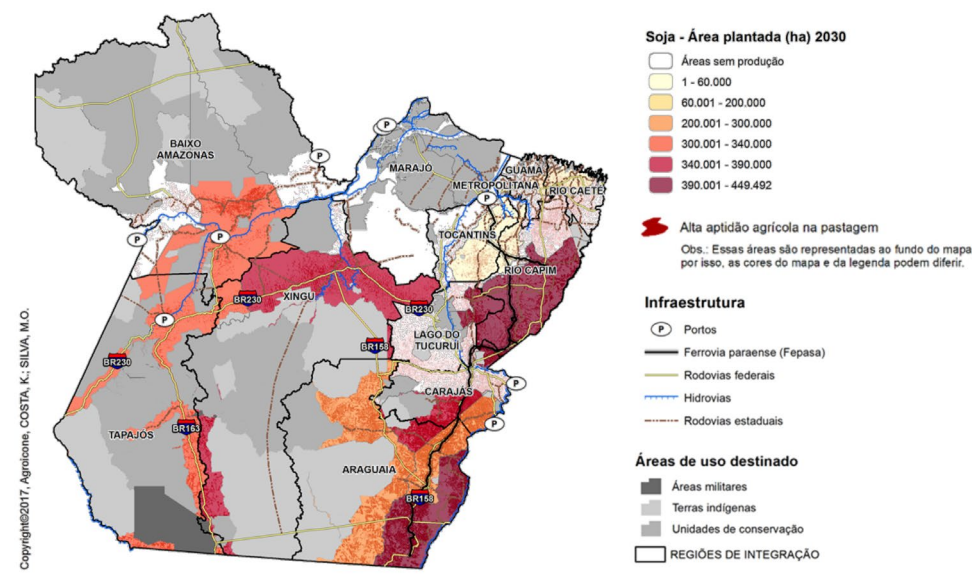 Soja - Área plantada (ha) 2030
Áreas sem produção
1 - 60.000
60.001 - 200.000
200.001 - 300.000
300.001 - 340.000
340.001 - 390.000
390.001 - 449.492
Alta aptidão agrícola na pastagem
Obs.: Essas áreas são representadas ao fundo do mapa
por isso, as cores do mapa e da legenda podem diferir.
Infraestrutura
P Portos
Ferrovia paraense (Fepasa)
Rodovias federais
Hidrovias
Rodovias estaduais
Áreas de uso destinado
Áreas militares
Terras indígenas
Unidades de conservação
REGIÕES DE INTEGRAÇÃO
BAIXO
AMAZONAS
P
P
MARAJÓ
GUAMÁ
METROPOLITANA
RIO CAETÉ
P
P
P
TOCANTINS
RIO CAPIM
BR230
XINGU
BR230
P
LAGO DO
TUCURUÍ
BR230
BR158
CARAJÁS
P
P
BR163
TAPAJÓS
ARAGUAIA
BR158
Copyright©2017, Agroicone, COSTA, K.; SILVA, M.O.